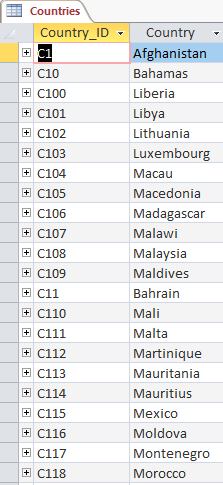 Countries
Country_ID Country
C1 Afghanistan
C10 Bahamas
C100 Liberia
C101 Libya
C102 Lithuania
C103 Luxembourg
C104 Macau
C105 Macedonia
C106 Madagascar
C107 Malawi
C108 Malaysia
C109 Maldives
C11 Bahrain
C110 Mali
C111 Malta
C112 Martinique
C113 Mauritania
C114 Mauritius
C115 Mexico
C116 Moldova
C117 Montenegro
C118 Morocco